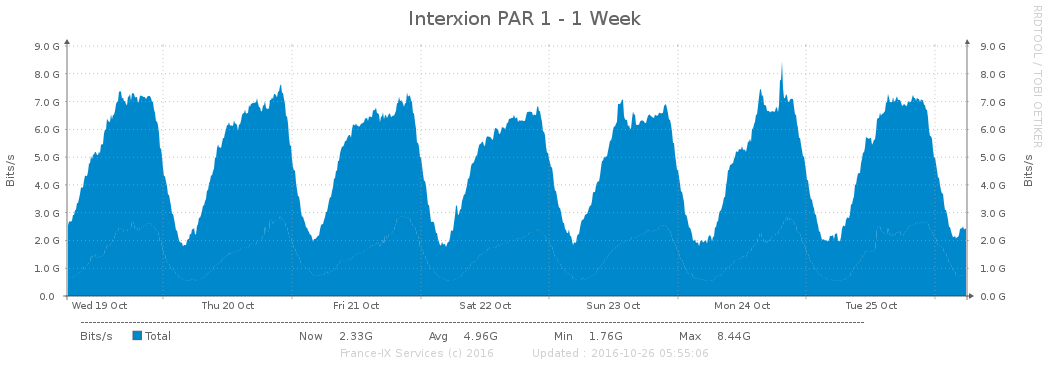 Interxion PAR 1 - 1 Week
RRDTOOL / TOBI OETIKER
Bits/s
9.0 G 9.0 G
8.0 G 8.0 G
7.0 G 7.0 G
6.0 G 6.0 G
5.0 G 5.0 G
4.0 G 4.0 G
3.0 G 3.0 G
2.0 G 2.0 G
1.0 G 1.0 G
0.0 0.0 G
Bits/s
Wed 19 Oct Thu 20 Oct Fri 21 Oct Sat 22 Oct Sun 23 Oct Mon 24 Oct Tue 25 Oct
Bits/s Total Now 2.33G Avg 4.96G Min 1.76G Max 8.44G
France-IX Services (c) 2016 Updated : 2016-10-26 05:55:06